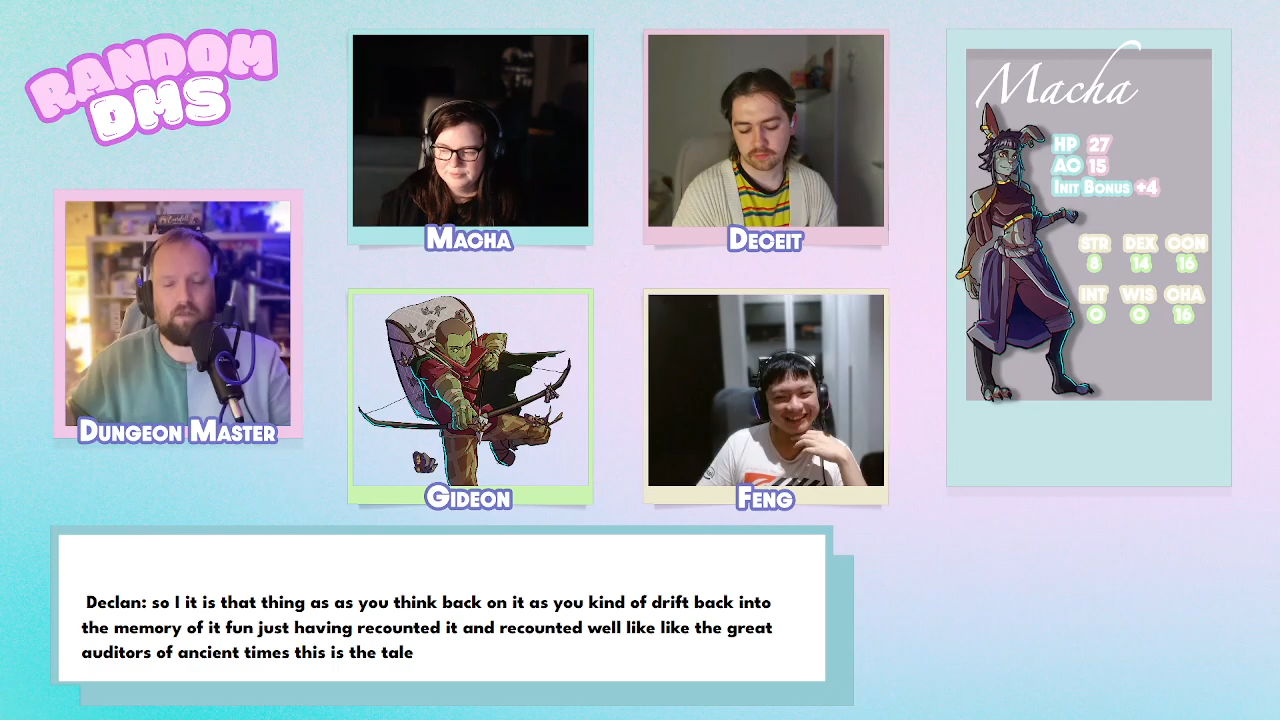 RANDOM
DMS
Macha
HP 27
AC 15
Init Bonus +4
STR DEX CON
8 14 16
INT WIS CHA
0 0 16
Macha
Deceit
Dungeon Master
Gideon
Feng
Declan: so I it is that thing as as you think back on it as you kind of drift back into
the memory of it fun just having recounted it and recounted well like like the great
auditors of ancient times this is the tale